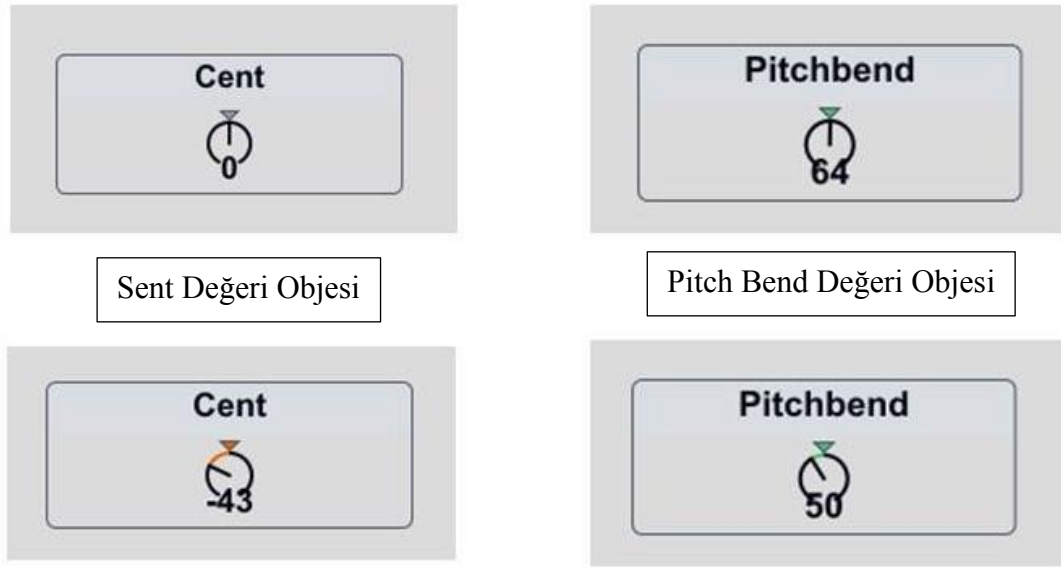 Cent
0
Pitchbend
64
Sent Değeri Objesi
Pitch Bend Değeri Objesi
Cent
-43
Pitchbend
50